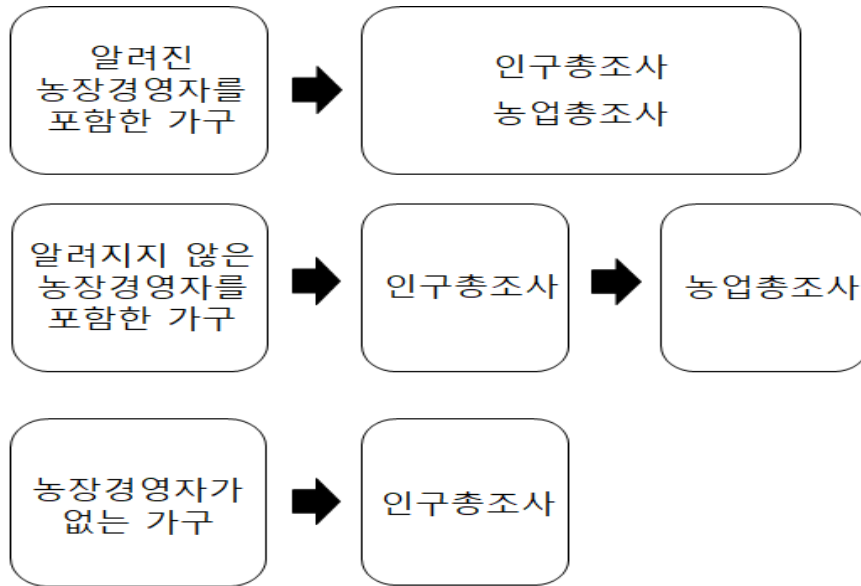 알려진
농장경영자를
포함한 가구
인구총조사
농업총조사
알려지지 않은
농장경영자를
포함한 가구
인구총조사
농업총조사
농장경영자가
없는 가구
인구총조사